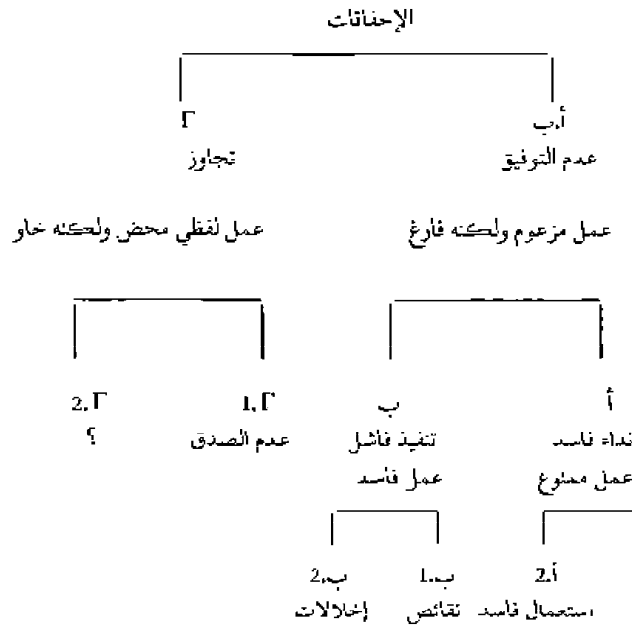 الإخفاقات
أ.ب Γ
عدم التوفيق تجاوز
عمل مزعوم ولكنه فارغ عمل لفظي محض ولكنه خاو
أ ب Γ.1 Γ.2
نداء فاسد تنفيذ فاشل عدم الصدق ؟
عمل ممنوع عمل فاسد
أ.2 ب.1 ب.2
استعمال فاسد نقائص إخلالات